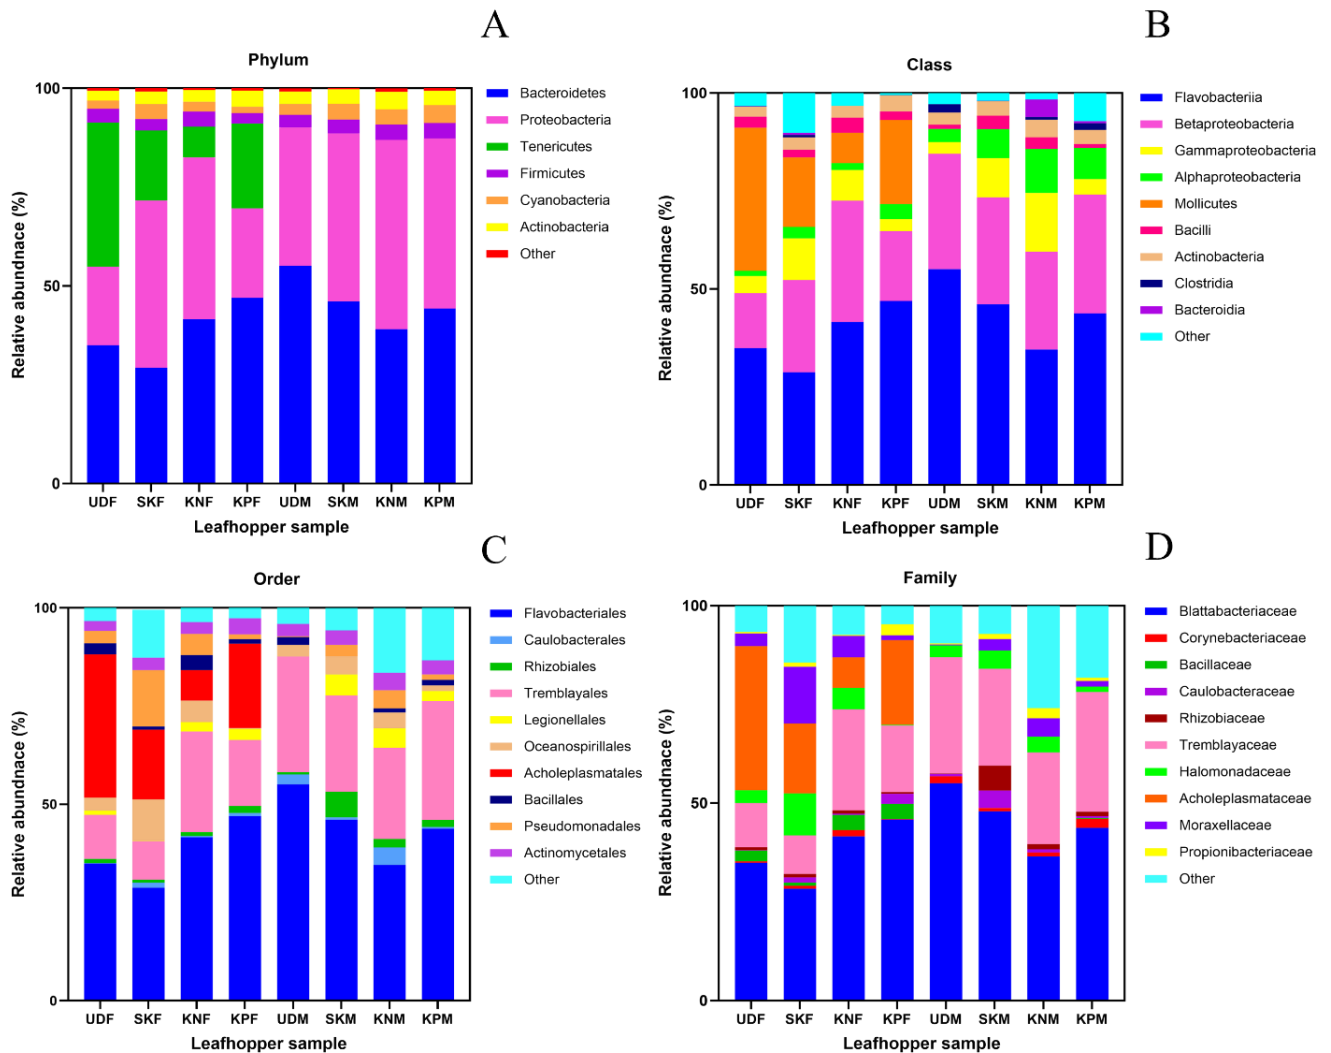 A
Phylum
Relative abundnace (%)
100
50
0
UDF SKF KNF KPF UDM SKM KNM KPM
Leafhopper sample
Bacteroidetes
Proteobacteria
Tenericutes
Firmicutes
Cyanobacteria
Actinobacteria
Other
B
Class
Relative abundnace (%)
100
50
0
UDF SKF KNF KPF UDM SKM KNM KPM
Leafhopper sample
Flavobacteriia
Betaproteobacteria
Gammaproteobacteria
Alphaproteobacteria
Mollicutes
Bacilli
Actinobacteria
Clostridia
Bacteroidia
Other
C
Order
Relative abundnace (%)
100
50
0
UDF SKF KNF KPF UDM SKM KNM KPM
Leafhopper sample
Flavobacteriales
Caulobacterales
Rhizobiales
Tremblayales
Legionellales
Oceanospirillales
Acholeplasmatales
Bacillales
Pseudomonadales
Actinomycetales
Other
D
Family
Relative abundnace (%)
100
50
0
UDF SKF KNF KPF UDM SKM KNM KPM
Leafhopper sample
Blattabacteriaceae
Corynebacteriaceae
Bacillaceae
Caulobacteraceae
Rhizobiaceae
Tremblayaceae
Halomonadaceae
Acholeplasmataceae
Moraxellaceae
Propionibacteriaceae
Other